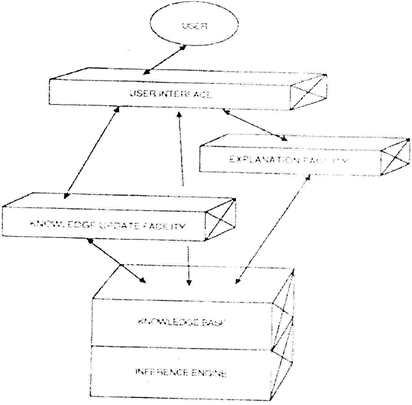 USER
USER INTERFACE
EXPLANATION FACILITY
KNOWLEDGE UPDATE FACILITY
KNOWLEDGE BASE
INFERENCE ENGINE